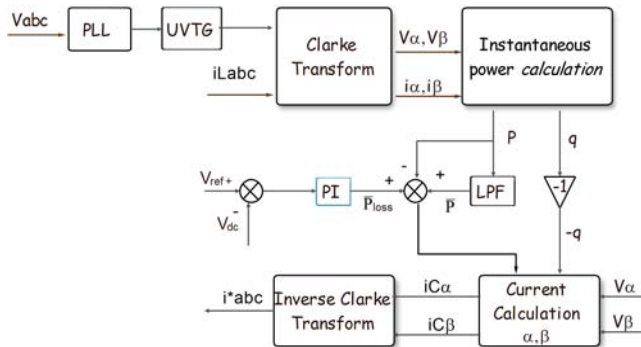 Vabc
PLL
UVTG
iLabc
Clarke
Transform
Vα,Vβ
iα,iβ
Instantaneous
power calculation
P
q
-
Vref+
Vdc
-
PI
+
P̅loss
+
P̅
LPF
-1
-q
i*abc
Inverse Clarke
Transform
iCα
iCβ
Current
Calculation
α,β
Vα
Vβ